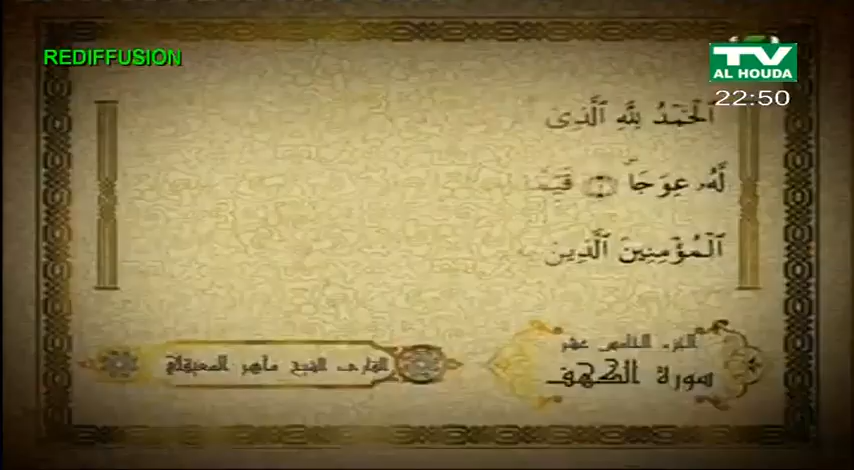 REDIFFUSION
TV
AL HOUDA
22:50
ٱلْحَمْدُ لِلَّهِ ٱلَّذِىٓ
لَّهُۥ عِوَجَاۜ ١ قَيِّمًا
ٱلْمُؤْمِنِينَ ٱلَّذِينَ
الجزء الخامس عشر
سورة الكهف
القارئ الشيخ ماهر المعيقلي